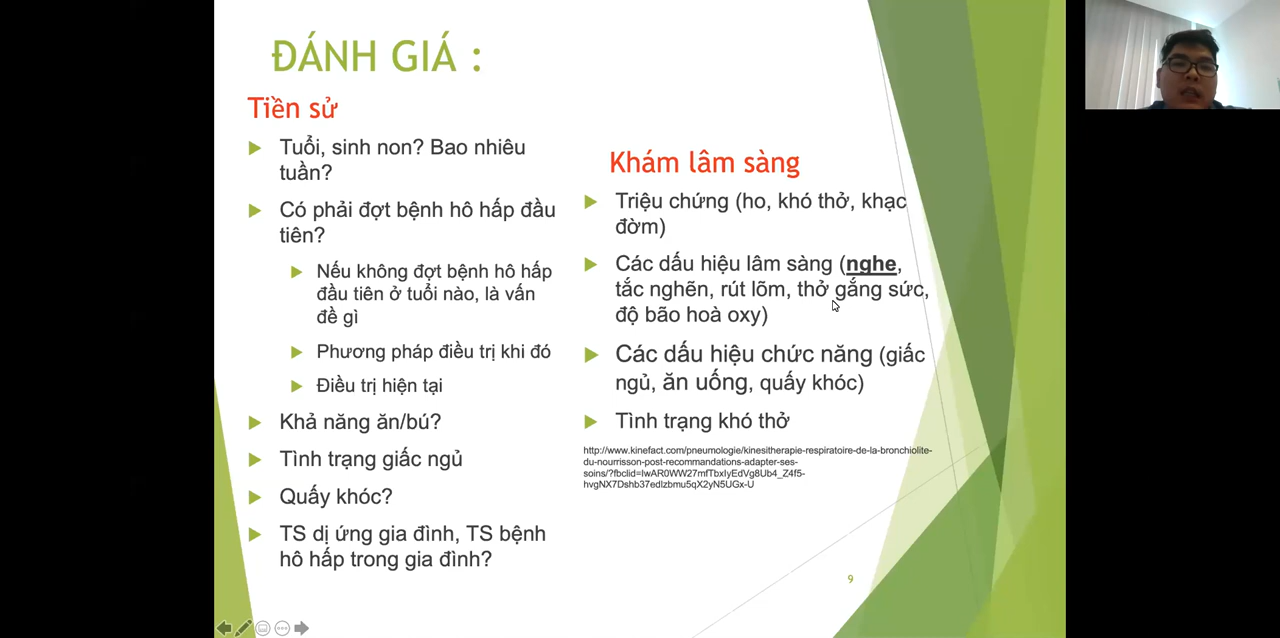 ĐÁNH GIÁ :
Tiền sử
Tuổi, sinh non? Bao nhiêu
tuần?
Có phải đợt bệnh hô hấp đầu
tiên?
Nếu không đợt bệnh hô hấp
đầu tiên ở tuổi nào, là vấn
đề gì
Phương pháp điều trị khi đó
Điều trị hiện tại
Khả năng ăn/bú?
Tình trạng giấc ngủ
Quấy khóc?
TS dị ứng gia đình, TS bệnh
hô hấp trong gia đình?
Khám lâm sàng
Triệu chứng (ho, khó thở, khạc
đờm)
Các dấu hiệu lâm sàng (nghe,
tắc nghẽn, rút lõm, thở gắng sức,
độ bão hoà oxy)
Các dấu hiệu chức năng (giấc
ngủ, ăn uống, quấy khóc)
Tình trạng khó thở
http://www.kinefact.com/pneumologie/kinesitherapie-respiratoire-de-la-bronchiolite-
du-nourrisson-post-recommandations-adapter-ses-
soins/?fbclid=IwAR0WW27mfTbxIyEdVg8Ub4_Z4f5-
hvgNX7Dshb37edlzbmu5qX2yN5UGx-U
9